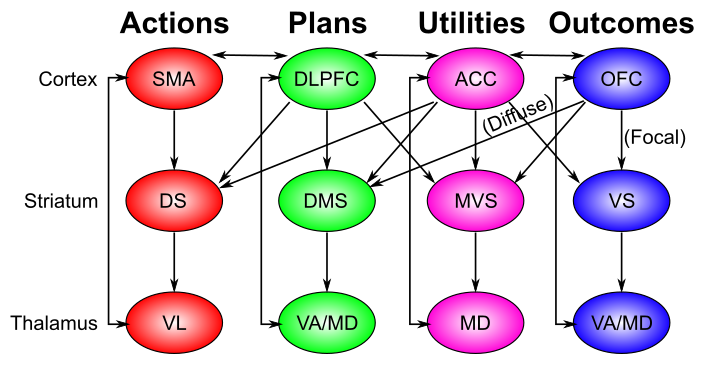 Actions Plans Utilities Outcomes
Cortex SMA DLPFC ACC OFC
(Diffuse)
(Focal)
Striatum DS DMS MVS VS
Thalamus VL VA/MD MD VA/MD